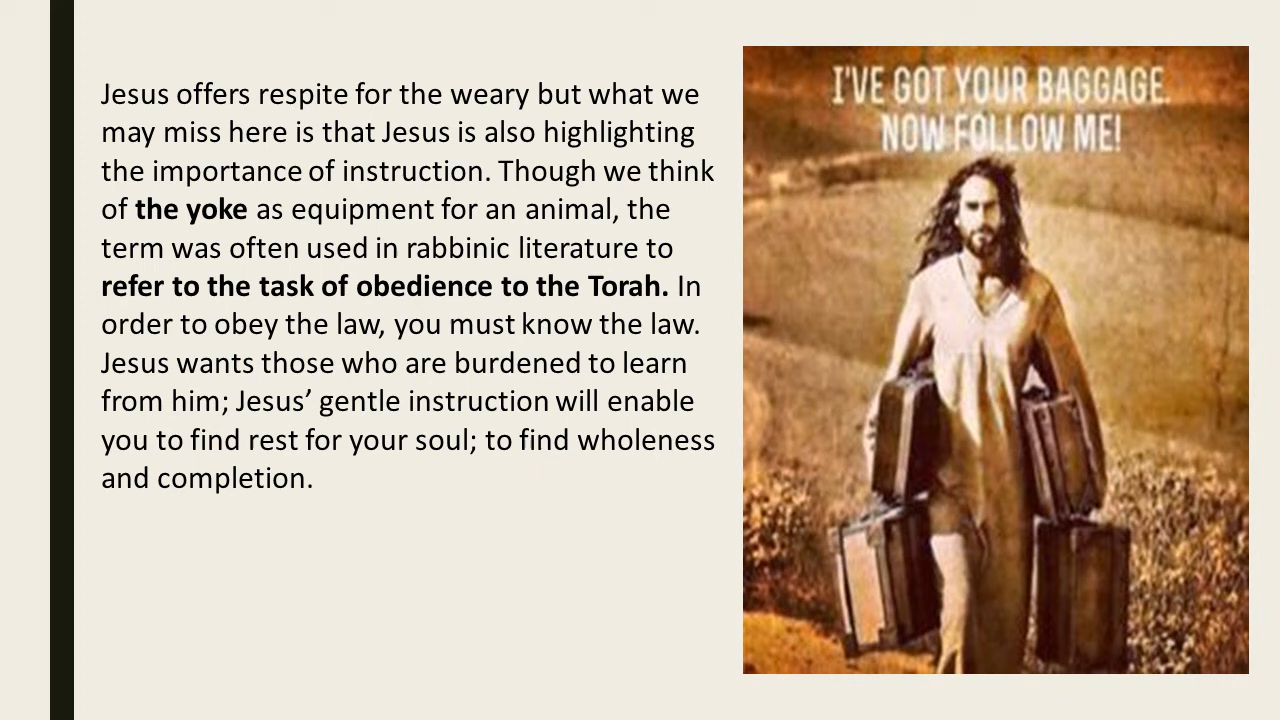 Jesus offers respite for the weary but what we
may miss here is that Jesus is also highlighting
the importance of instruction. Though we think
of the yoke as equipment for an animal, the
term was often used in rabbinic literature to
refer to the task of obedience to the Torah. In
order to obey the law, you must know the law.
Jesus wants those who are burdened to learn
from him; Jesus’ gentle instruction will enable
you to find rest for your soul; to find wholeness
and completion.
I'VE GOT YOUR BAGGAGE.
NOW FOLLOW ME!